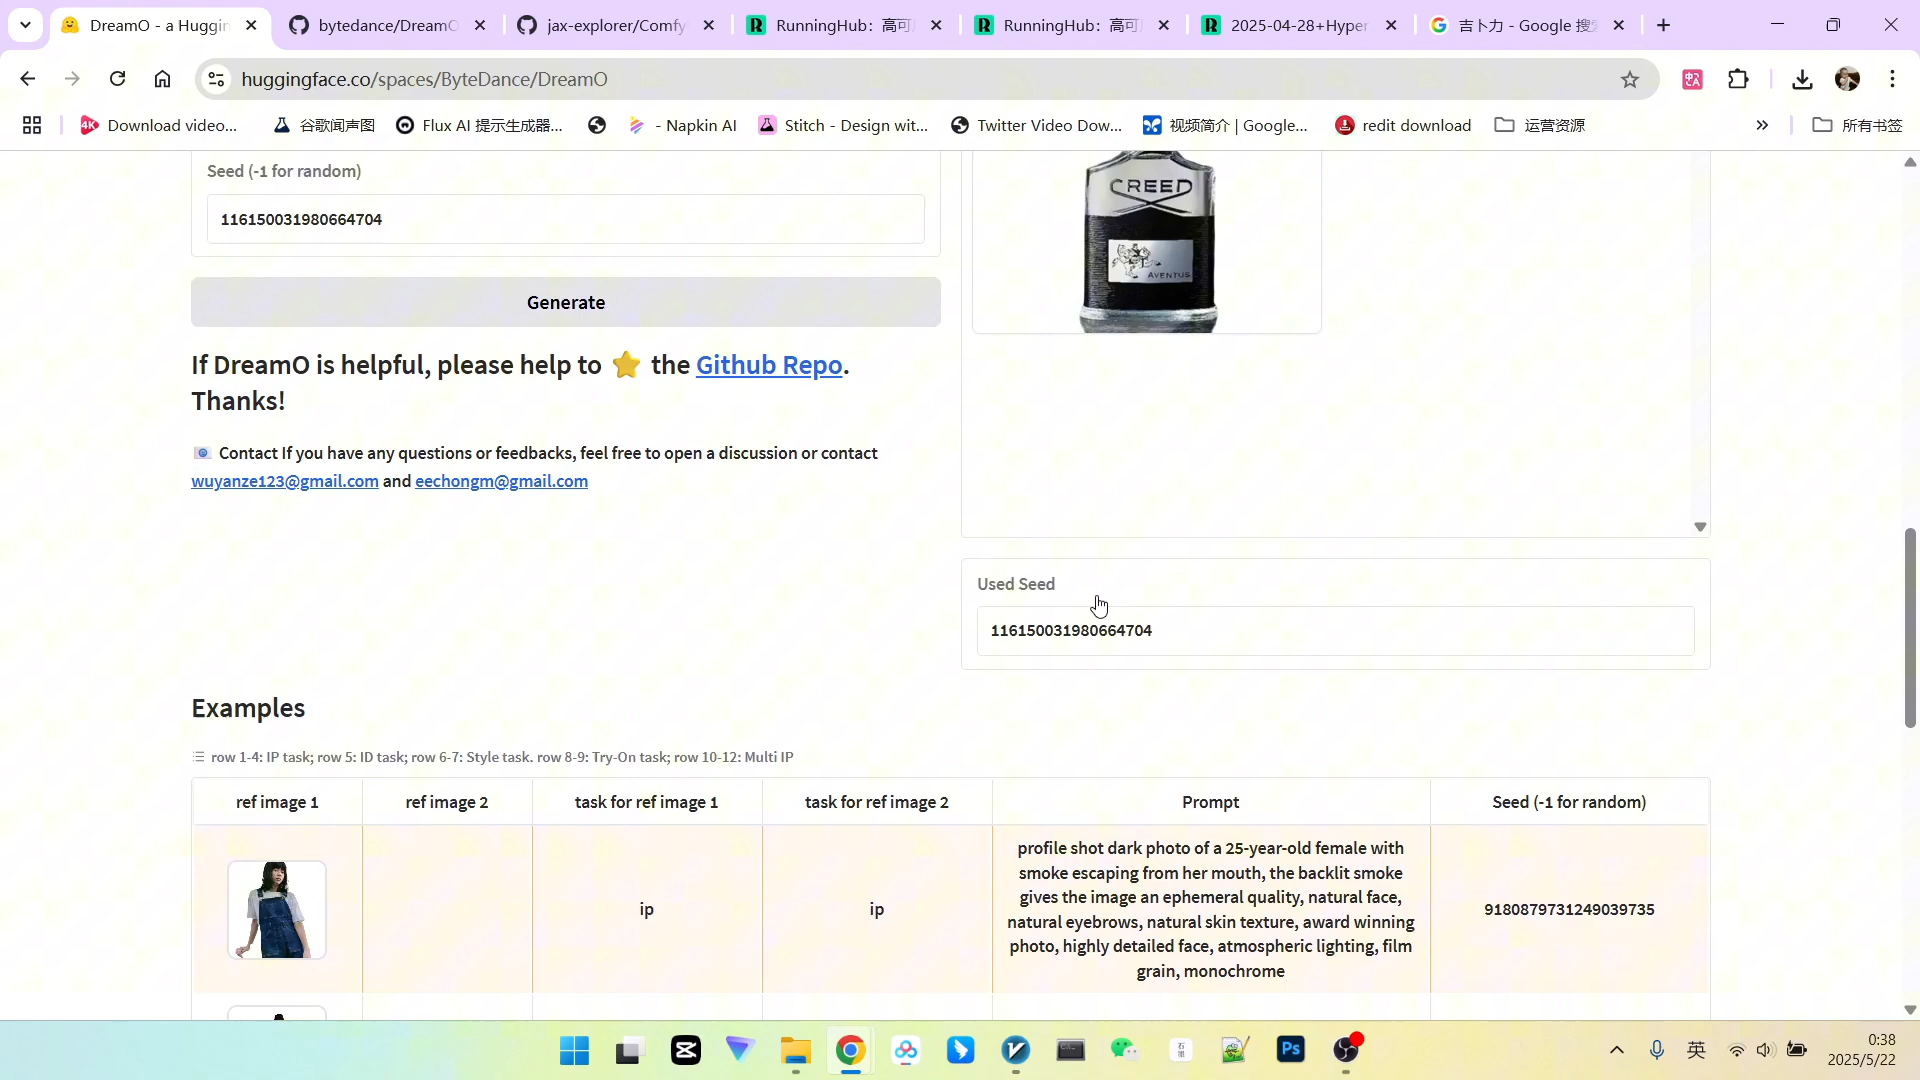 DreamO - a Huggin
bytedance/DreamO
jax-explorer/Comfy
RunningHub：高可
RunningHub：高可
2025-04-28+Hyper
吉卜力 - Google 搜
huggingface.co/spaces/ByteDance/DreamO
Download video...
谷歌闻声图
Flux AI 提示生成器...
- Napkin AI
Stitch - Design wit...
Twitter Video Dow...
视频简介 | Google...
redit download
运营资源
所有书签
Seed (-1 for random)
116150031980664704
CREED
AVENTUS
Generate
If DreamO is helpful, please help to ⭐ the Github Repo.
Thanks!
📧 Contact If you have any questions or feedbacks, feel free to open a discussion or contact
wuyanze123@gmail.com and eechongm@gmail.com
Used Seed
116150031980664704
Examples
row 1-4: IP task; row 5: ID task; row 6-7: Style task. row 8-9: Try-On task; row 10-12: Multi IP
ref image 1
ref image 2
task for ref image 1
task for ref image 2
Prompt
Seed (-1 for random)
ip
ip
profile shot dark photo of a 25-year-old female with
smoke escaping from her mouth, the backlit smoke
gives the image an ephemeral quality, natural face,
natural eyebrows, natural skin texture, award winning
photo, highly detailed face, atmospheric lighting, film
grain, monochrome
9180879731249039735
Ps
英
0:38
2025/5/22